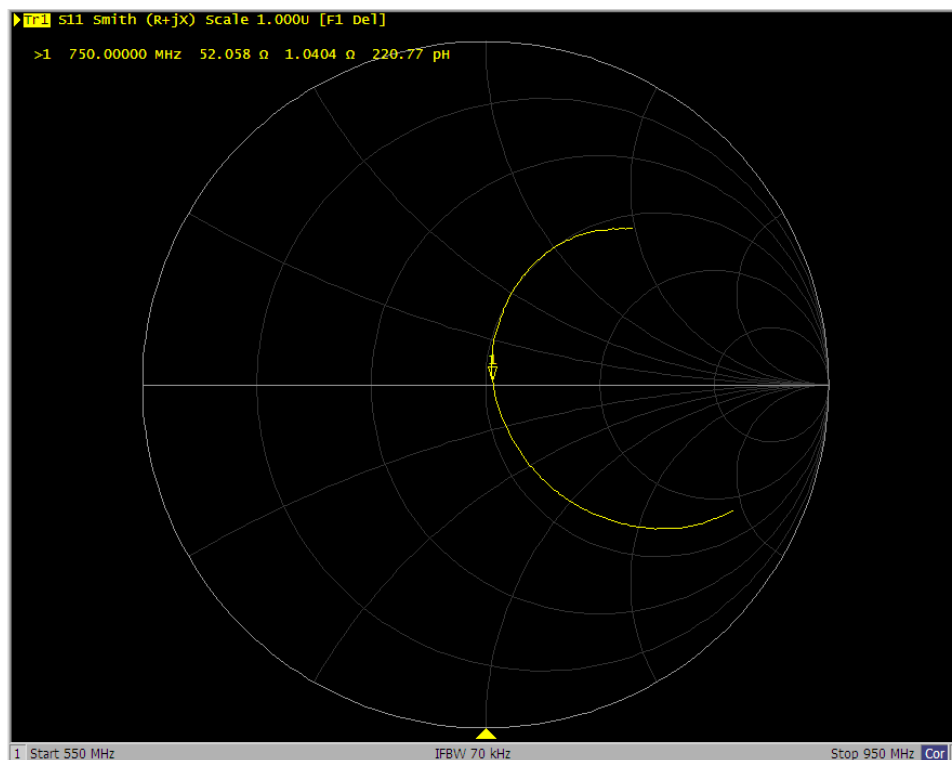 Tr1 S11 Smith (R+jX) Scale 1.000U [F1 Del]
>1 750.00000 MHz 52.058 Ω 1.0404 Ω 220.77 pH
1 Start 550 MHz IFBW 70 kHz Stop 950 MHz Cor